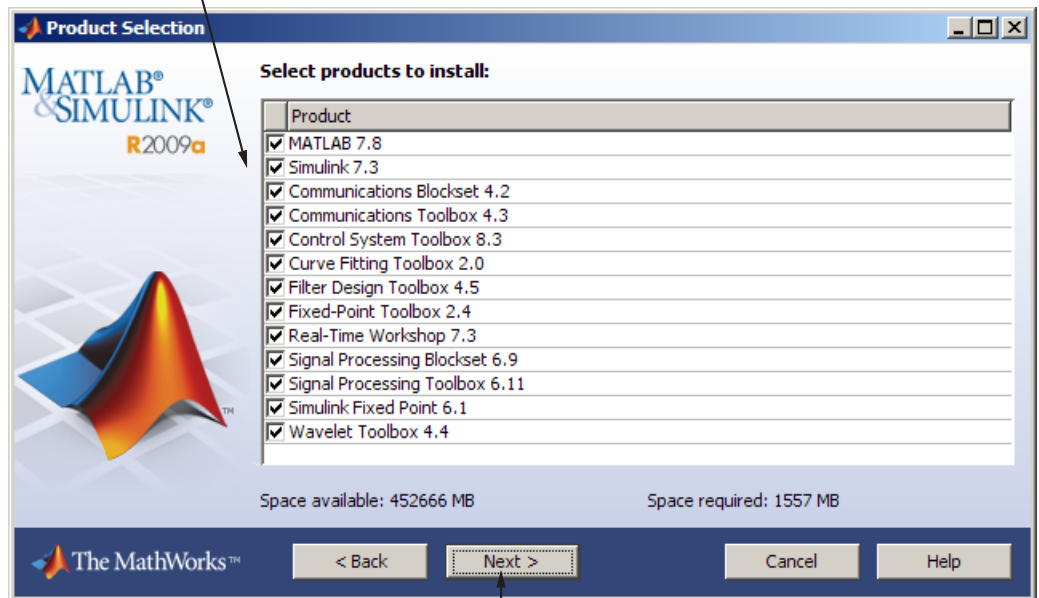 Product Selection
MATLAB®
&SIMULINK®
R2009a
Select products to install:
Product
MATLAB 7.8
Simulink 7.3
Communications Blockset 4.2
Communications Toolbox 4.3
Control System Toolbox 8.3
Curve Fitting Toolbox 2.0
Filter Design Toolbox 4.5
Fixed-Point Toolbox 2.4
Real-Time Workshop 7.3
Signal Processing Blockset 6.9
Signal Processing Toolbox 6.11
Simulink Fixed Point 6.1
Wavelet Toolbox 4.4
TM
Space available: 452666 MB
Space required: 1557 MB
The MathWorks™
< Back
Next >
Cancel
Help